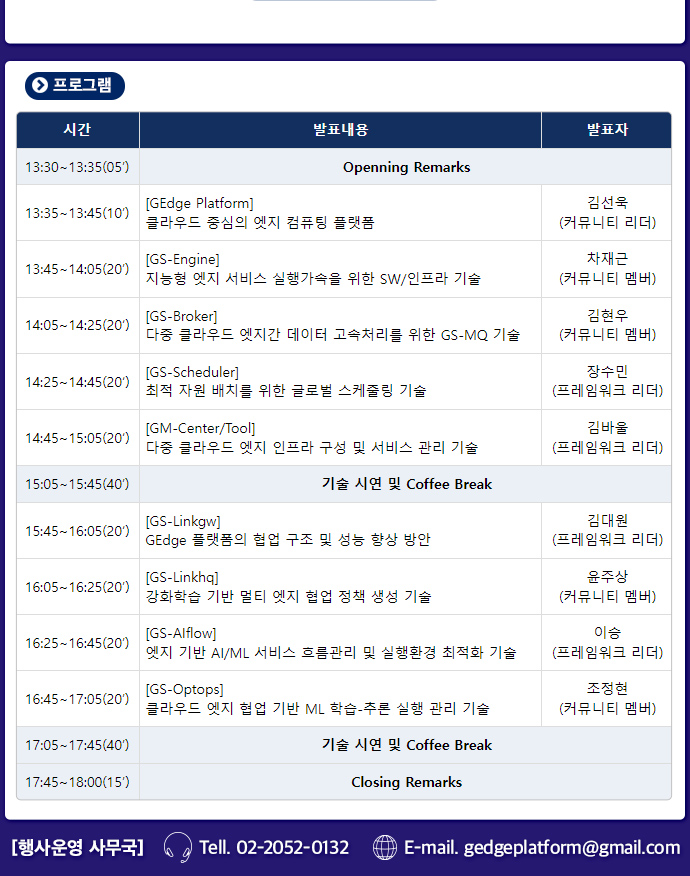 프로그램
시간 발표내용 발표자
13:30~13:35(05') Openning Remarks
13:35~13:45(10') [GEdge Platform]
클라우드 중심의 엣지 컴퓨팅 플랫폼
김선욱
(커뮤니티 리더)
13:45~14:05(20') [GS-Engine]
지능형 엣지 서비스 실행가속을 위한 SW/인프라 기술
차재근
(커뮤니티 멤버)
14:05~14:25(20') [GS-Broker]
다중 클라우드 엣지간 데이터 고속처리를 위한 GS-MQ 기술
김현우
(커뮤니티 멤버)
14:25~14:45(20') [GS-Scheduler]
최적 자원 배치를 위한 글로벌 스케줄링 기술
장수민
(프레임워크 리더)
14:45~15:05(20') [GM-Center/Tool]
다중 클라우드 엣지 인프라 구성 및 서비스 관리 기술
김바울
(프레임워크 리더)
15:05~15:45(40') 기술 시연 및 Coffee Break
15:45~16:05(20') [GS-Linkgw]
GEdge 플랫폼의 협업 구조 및 성능 향상 방안
김대원
(프레임워크 리더)
16:05~16:25(20') [GS-Linkhq]
강화학습 기반 멀티 엣지 협업 정책 생성 기술
윤주상
(커뮤니티 멤버)
16:25~16:45(20') [GS-AIflow]
엣지 기반 AI/ML 서비스 흐름관리 및 실행환경 최적화 기술
이승
(프레임워크 리더)
16:45~17:05(20') [GS-Optops]
클라우드 엣지 협업 기반 ML 학습-추론 실행 관리 기술
조정현
(커뮤니티 멤버)
17:05~17:45(40') 기술 시연 및 Coffee Break
17:45~18:00(15') Closing Remarks
[행사운영 사무국] Tell. 02-2052-0132 E-mail. gedgeplatform@gmail.com